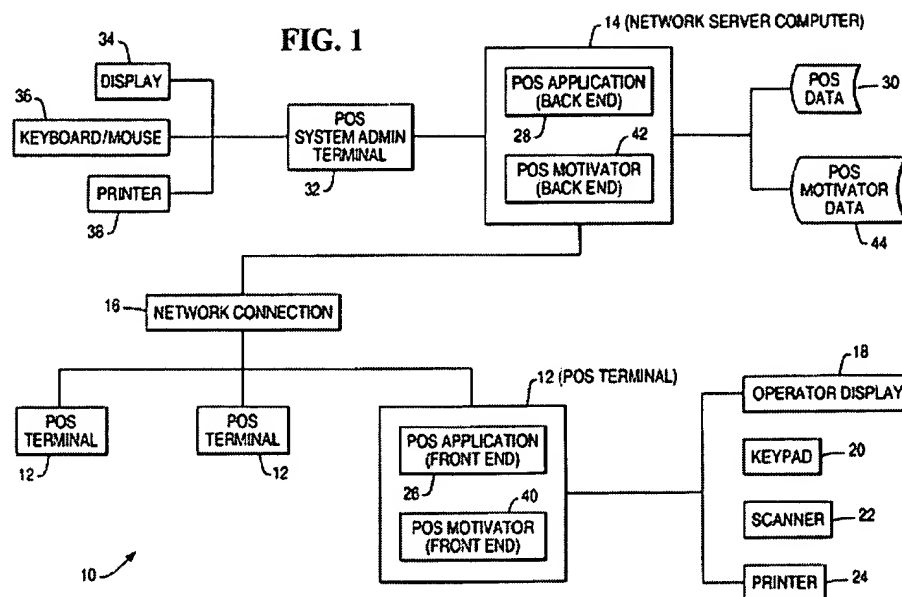 FIG. 1
14 (NETWORK SERVER COMPUTER)
34
DISPLAY
36
KEYBOARD/MOUSE
PRINTER
38
POS
SYSTEM ADMIN
TERMINAL
32
POS APPLICATION
(BACK END)
28
42
POS MOTIVATOR
(BACK END)
POS
DATA
30
POS
MOTIVATOR
DATA
44
16
NETWORK CONNECTION
POS
TERMINAL
12
POS
TERMINAL
12
12 (POS TERMINAL)
POS APPLICATION
(FRONT END)
26
40
POS MOTIVATOR
(FRONT END)
18
OPERATOR DISPLAY
KEYPAD
20
SCANNER
22
PRINTER
24
10